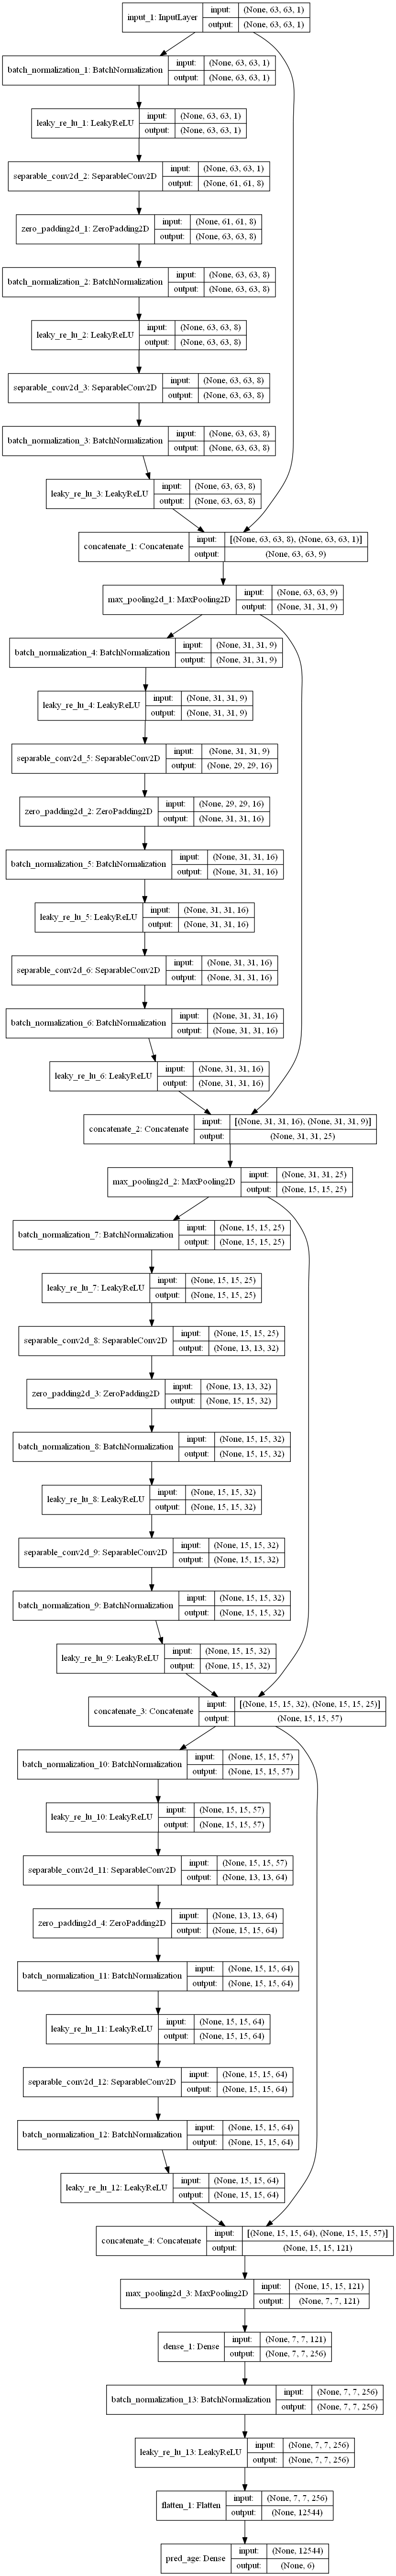 input_1: InputLayer
input: (None, 63, 63, 1)
output: (None, 63, 63, 1)
batch_normalization_1: BatchNormalization
input: (None, 63, 63, 1)
output: (None, 63, 63, 1)
leaky_re_lu_1: LeakyReLU
input: (None, 63, 63, 1)
output: (None, 63, 63, 1)
separable_conv2d_2: SeparableConv2D
input: (None, 63, 63, 1)
output: (None, 61, 61, 8)
zero_padding2d_1: ZeroPadding2D
input: (None, 61, 61, 8)
output: (None, 63, 63, 8)
batch_normalization_2: BatchNormalization
input: (None, 63, 63, 8)
output: (None, 63, 63, 8)
leaky_re_lu_2: LeakyReLU
input: (None, 63, 63, 8)
output: (None, 63, 63, 8)
separable_conv2d_3: SeparableConv2D
input: (None, 63, 63, 8)
output: (None, 63, 63, 8)
batch_normalization_3: BatchNormalization
input: (None, 63, 63, 8)
output: (None, 63, 63, 8)
leaky_re_lu_3: LeakyReLU
input: (None, 63, 63, 8)
output: (None, 63, 63, 8)
concatenate_1: Concatenate
input: [(None, 63, 63, 8), (None, 63, 63, 1)]
output: (None, 63, 63, 9)
max_pooling2d_1: MaxPooling2D
input: (None, 63, 63, 9)
output: (None, 31, 31, 9)
batch_normalization_4: BatchNormalization
input: (None, 31, 31, 9)
output: (None, 31, 31, 9)
leaky_re_lu_4: LeakyReLU
input: (None, 31, 31, 9)
output: (None, 31, 31, 9)
separable_conv2d_5: SeparableConv2D
input: (None, 31, 31, 9)
output: (None, 29, 29, 16)
zero_padding2d_2: ZeroPadding2D
input: (None, 29, 29, 16)
output: (None, 31, 31, 16)
batch_normalization_5: BatchNormalization
input: (None, 31, 31, 16)
output: (None, 31, 31, 16)
leaky_re_lu_5: LeakyReLU
input: (None, 31, 31, 16)
output: (None, 31, 31, 16)
separable_conv2d_6: SeparableConv2D
input: (None, 31, 31, 16)
output: (None, 31, 31, 16)
batch_normalization_6: BatchNormalization
input: (None, 31, 31, 16)
output: (None, 31, 31, 16)
leaky_re_lu_6: LeakyReLU
input: (None, 31, 31, 16)
output: (None, 31, 31, 16)
concatenate_2: Concatenate
input: [(None, 31, 31, 16), (None, 31, 31, 9)]
output: (None, 31, 31, 25)
max_pooling2d_2: MaxPooling2D
input: (None, 31, 31, 25)
output: (None, 15, 15, 25)
batch_normalization_7: BatchNormalization
input: (None, 15, 15, 25)
output: (None, 15, 15, 25)
leaky_re_lu_7: LeakyReLU
input: (None, 15, 15, 25)
output: (None, 15, 15, 25)
separable_conv2d_8: SeparableConv2D
input: (None, 15, 15, 25)
output: (None, 13, 13, 32)
zero_padding2d_3: ZeroPadding2D
input: (None, 13, 13, 32)
output: (None, 15, 15, 32)
batch_normalization_8: BatchNormalization
input: (None, 15, 15, 32)
output: (None, 15, 15, 32)
leaky_re_lu_8: LeakyReLU
input: (None, 15, 15, 32)
output: (None, 15, 15, 32)
separable_conv2d_9: SeparableConv2D
input: (None, 15, 15, 32)
output: (None, 15, 15, 32)
batch_normalization_9: BatchNormalization
input: (None, 15, 15, 32)
output: (None, 15, 15, 32)
leaky_re_lu_9: LeakyReLU
input: (None, 15, 15, 32)
output: (None, 15, 15, 32)
concatenate_3: Concatenate
input: [(None, 15, 15, 32), (None, 15, 15, 25)]
output: (None, 15, 15, 57)
batch_normalization_10: BatchNormalization
input: (None, 15, 15, 57)
output: (None, 15, 15, 57)
leaky_re_lu_10: LeakyReLU
input: (None, 15, 15, 57)
output: (None, 15, 15, 57)
separable_conv2d_11: SeparableConv2D
input: (None, 15, 15, 57)
output: (None, 13, 13, 64)
zero_padding2d_4: ZeroPadding2D
input: (None, 13, 13, 64)
output: (None, 15, 15, 64)
batch_normalization_11: BatchNormalization
input: (None, 15, 15, 64)
output: (None, 15, 15, 64)
leaky_re_lu_11: LeakyReLU
input: (None, 15, 15, 64)
output: (None, 15, 15, 64)
separable_conv2d_12: SeparableConv2D
input: (None, 15, 15, 64)
output: (None, 15, 15, 64)
batch_normalization_12: BatchNormalization
input: (None, 15, 15, 64)
output: (None, 15, 15, 64)
leaky_re_lu_12: LeakyReLU
input: (None, 15, 15, 64)
output: (None, 15, 15, 64)
concatenate_4: Concatenate
input: [(None, 15, 15, 64), (None, 15, 15, 57)]
output: (None, 15, 15, 121)
max_pooling2d_3: MaxPooling2D
input: (None, 15, 15, 121)
output: (None, 7, 7, 121)
dense_1: Dense
input: (None, 7, 7, 121)
output: (None, 7, 7, 256)
batch_normalization_13: BatchNormalization
input: (None, 7, 7, 256)
output: (None, 7, 7, 256)
leaky_re_lu_13: LeakyReLU
input: (None, 7, 7, 256)
output: (None, 7, 7, 256)
flatten_1: Flatten
input: (None, 7, 7, 256)
output: (None, 12544)
pred_age: Dense
input: (None, 12544)
output: (None, 6)